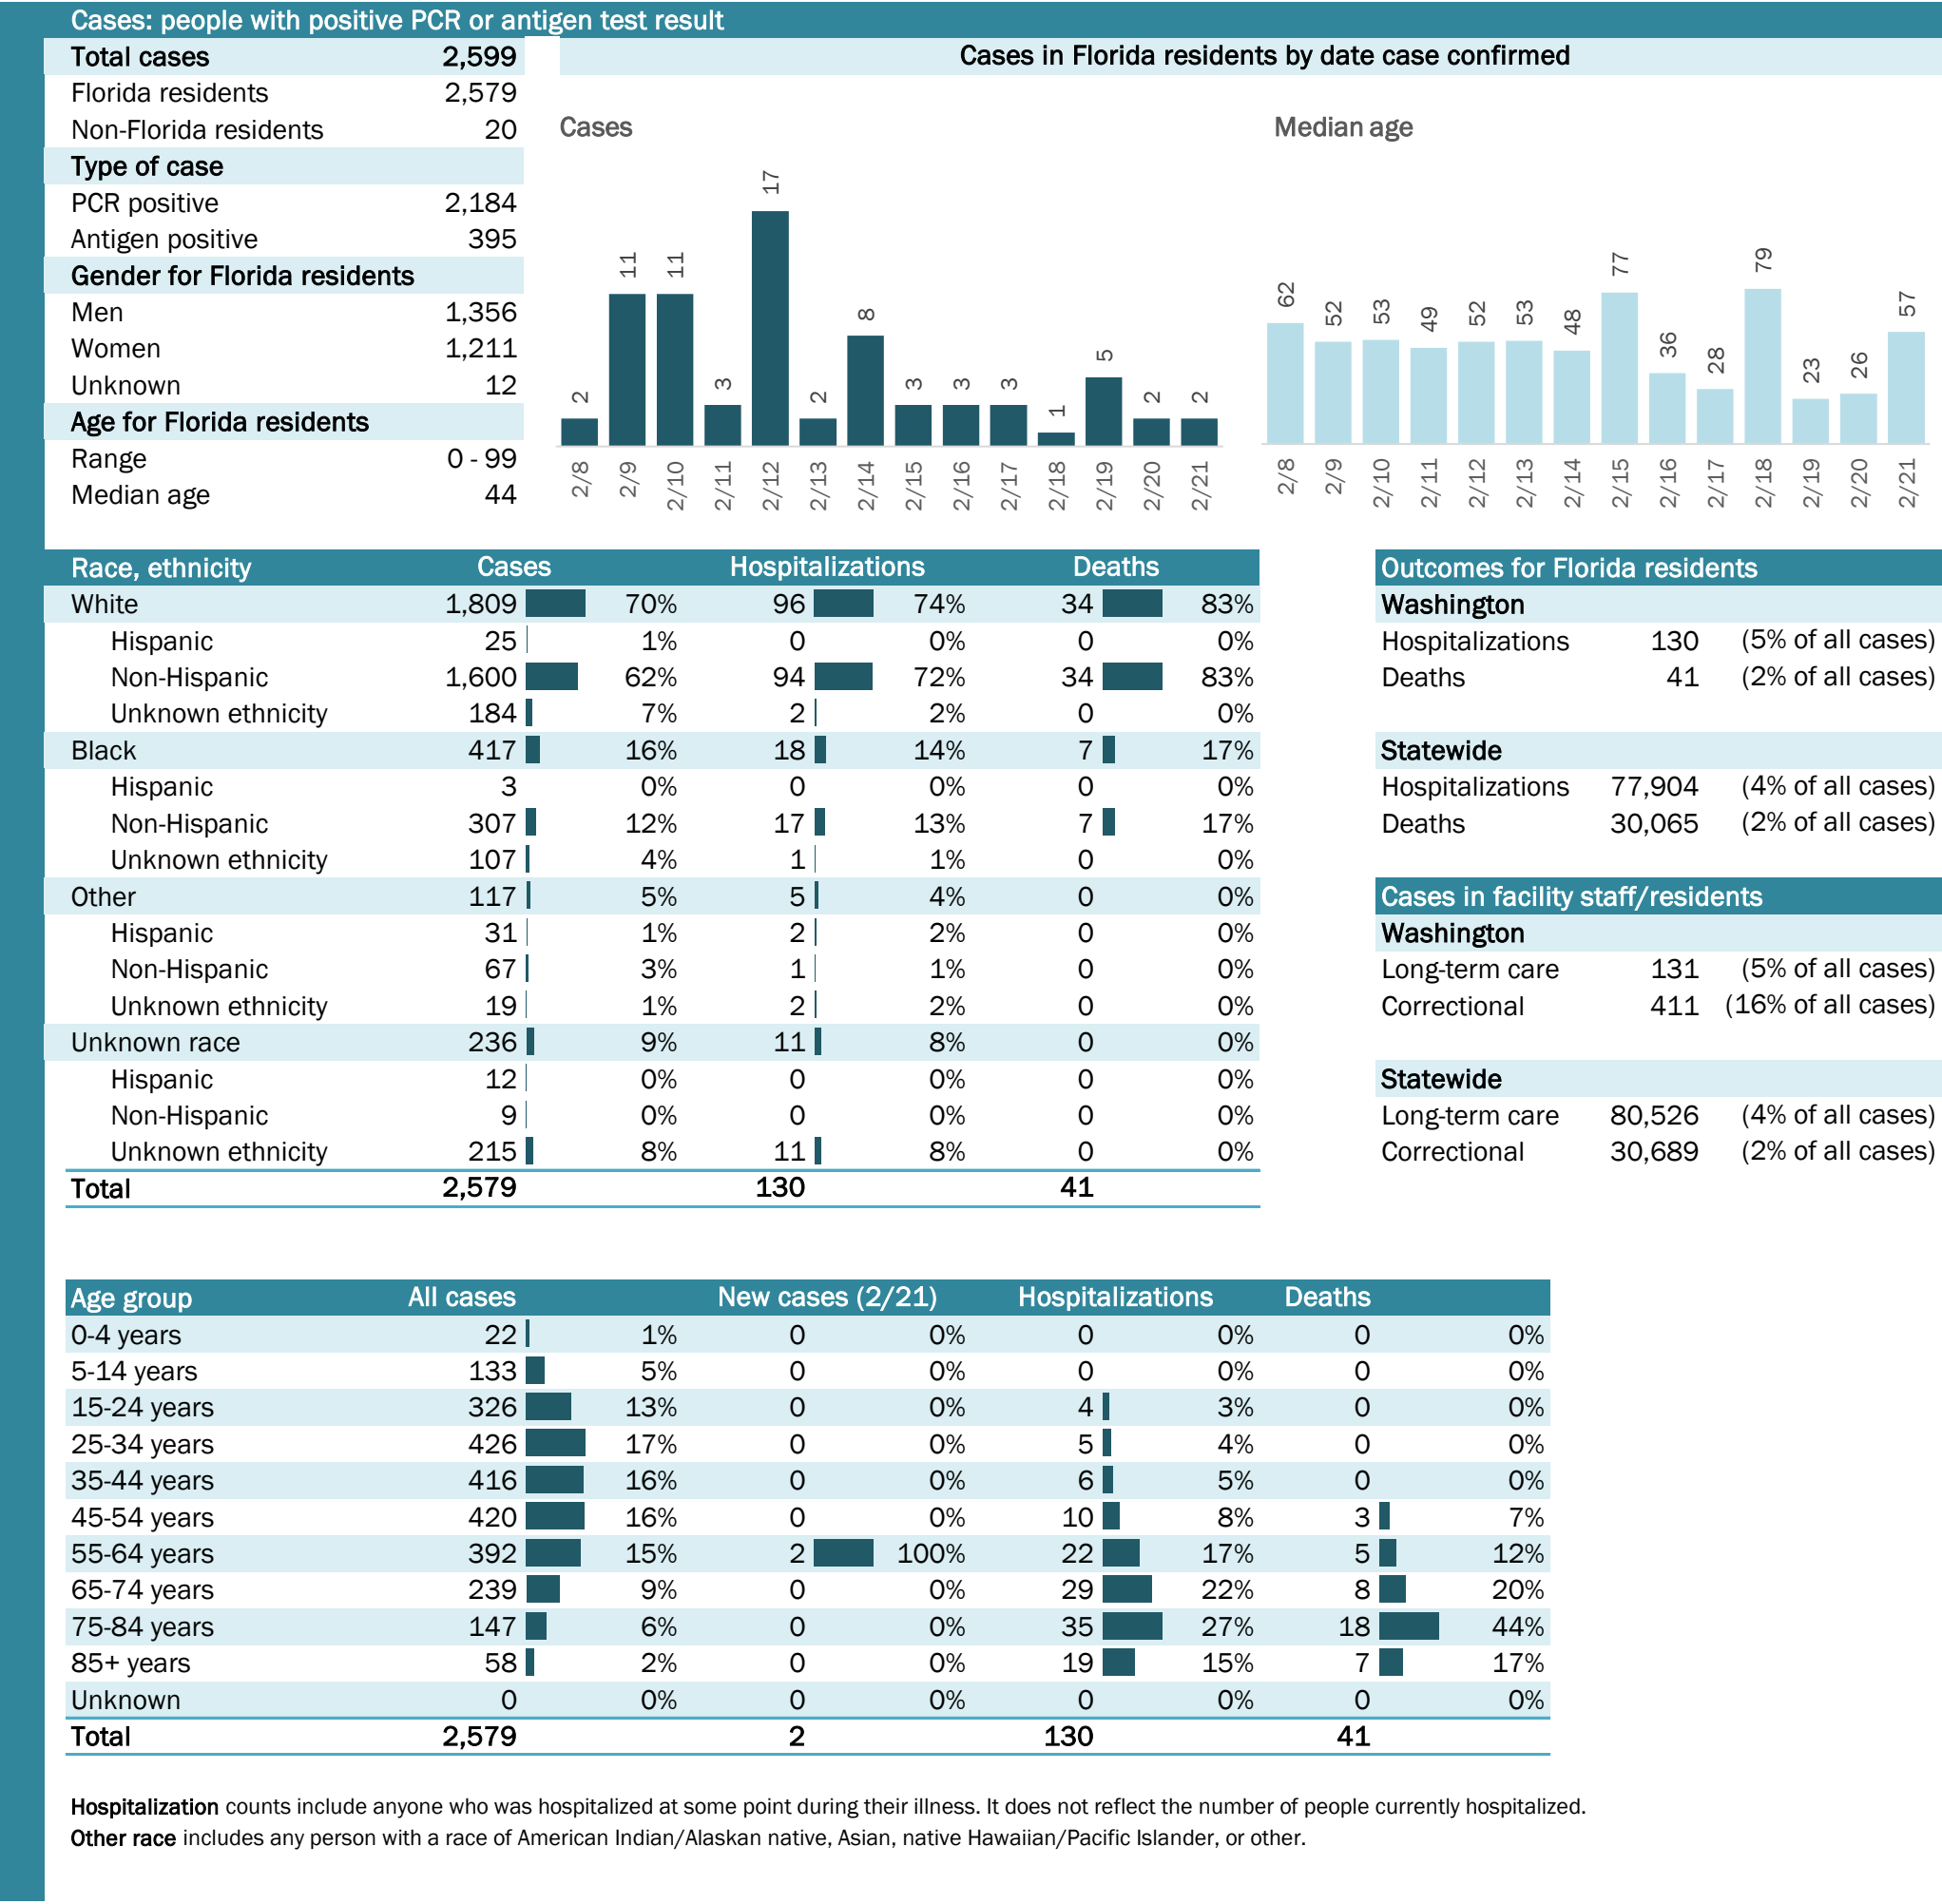 Cases: people with positive PCR or antigen test result
Total cases 2,599
Florida residents 2,579
Non-Florida residents 20
Type of case
PCR positive 2,184
Antigen positive 395
Gender for Florida residents
Men 1,356
Women 1,211
Unknown 12
Age for Florida residents
Range 0 - 99
Median age 44
Cases in Florida residents by date case confirmed
Cases
2 11 11 3 17 2 8 3 3 3 1 5 2 2
2/8 2/9 2/10 2/11 2/12 2/13 2/14 2/15 2/16 2/17 2/18 2/19 2/20 2/21
Median age
62 52 53 49 52 53 48 77 36 28 79 23 26 57
2/8 2/9 2/10 2/11 2/12 2/13 2/14 2/15 2/16 2/17 2/18 2/19 2/20 2/21
Race, ethnicity Cases Hospitalizations Deaths
White 1,809 70% 96 74% 34 83%
Hispanic 25 1% 0 0% 0 0%
Non-Hispanic 1,600 62% 94 72% 34 83%
Unknown ethnicity 184 7% 2 2% 0 0%
Black 417 16% 18 14% 7 17%
Hispanic 3 0% 0 0% 0 0%
Non-Hispanic 307 12% 17 13% 7 17%
Unknown ethnicity 107 4% 1 1% 0 0%
Other 117 5% 5 4% 0 0%
Hispanic 31 1% 2 2% 0 0%
Non-Hispanic 67 3% 1 1% 0 0%
Unknown ethnicity 19 1% 2 2% 0 0%
Unknown race 236 9% 11 8% 0 0%
Hispanic 12 0% 0 0% 0 0%
Non-Hispanic 9 0% 0 0% 0 0%
Unknown ethnicity 215 8% 11 8% 0 0%
Total 2,579 130 41
Outcomes for Florida residents
Washington
Hospitalizations 130 (5% of all cases)
Deaths 41 (2% of all cases)
Statewide
Hospitalizations 77,904 (4% of all cases)
Deaths 30,065 (2% of all cases)
Cases in facility staff/residents
Washington
Long-term care 131 (5% of all cases)
Correctional 411 (16% of all cases)
Statewide
Long-term care 80,526 (4% of all cases)
Correctional 30,689 (2% of all cases)
Age group All cases New cases (2/21) Hospitalizations Deaths
0-4 years 22 1% 0 0% 0 0% 0 0%
5-14 years 133 5% 0 0% 0 0% 0 0%
15-24 years 326 13% 0 0% 4 3% 0 0%
25-34 years 426 17% 0 0% 5 4% 0 0%
35-44 years 416 16% 0 0% 6 5% 0 0%
45-54 years 420 16% 0 0% 10 8% 3 7%
55-64 years 392 15% 2 100% 22 17% 5 12%
65-74 years 239 9% 0 0% 29 22% 8 20%
75-84 years 147 6% 0 0% 35 27% 18 44%
85+ years 58 2% 0 0% 19 15% 7 17%
Unknown 0 0% 0 0% 0 0% 0 0%
Total 2,579 2 130 41
Hospitalization counts include anyone who was hospitalized at some point during their illness. It does not reflect the number of people currently hospitalized.
Other race includes any person with a race of American Indian/Alaskan native, Asian, native Hawaiian/Pacific Islander, or other.